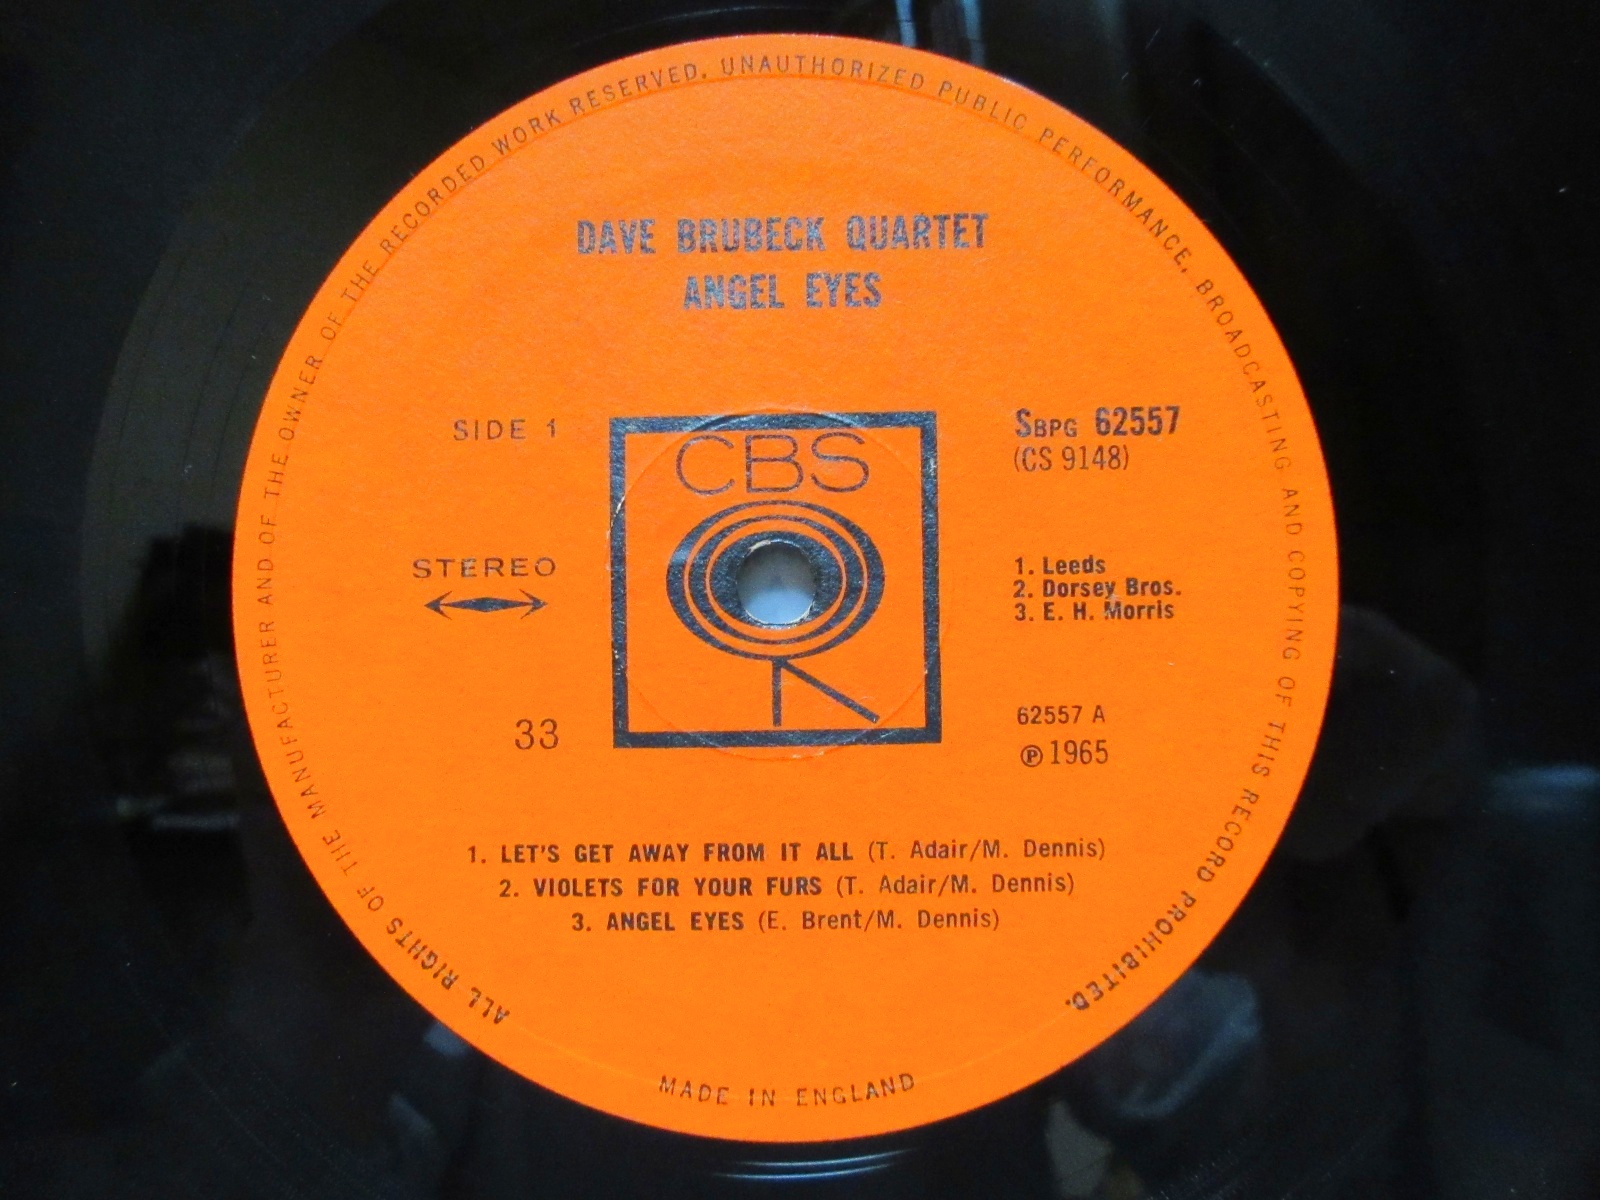 ALL RIGHTS OF THE MANUFACTURER AND OF THE OWNER OF THE RECORDED WORK RESERVED. UNAUTHORIZED PUBLIC PERFORMANCE, BROADCASTING AND COPYING OF THIS RECORD PROHIBITED.
DAVE BRUBECK QUARTET
ANGEL EYES
SIDE 1
CBS
SBPG 62557
(CS 9148)
STEREO
1. Leeds
2. Dorsey Bros.
3. E. H. Morris
33
62557 A
℗ 1965
1. LET'S GET AWAY FROM IT ALL (T. Adair/M. Dennis)
2. VIOLETS FOR YOUR FURS (T. Adair/M. Dennis)
3. ANGEL EYES (E. Brent/M. Dennis)
MADE IN ENGLAND